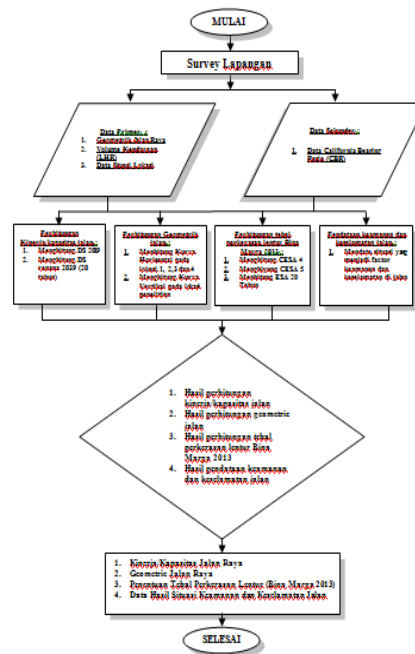 MULAI
Survey Lapangan
Data Primer :
1. Geometrik Jalan Raya
2. Volume Kendaraan
(LHR)
3. Data Situasi Lokasi
Data Sekunder :
1. Data California Bearing
Ratio (CBR)
Perhitungan
Kinerja/kapasitas jalan :
1. Menghitung DS 2019
2. Menghitung DS
rencana 2039 (20
tahun)
Perhitungan Geometrik
jalan :
1. Menghitung Kurva
Horizontal pada
lokasi 1, 2, 3 dan 4
2. Menghitung Kurva
Vertikal pada lokasi
penelitian
Perhitungan tebal
perkerasan lentur Bina
Marga 2013 :
1. Menghitung CESA 4
2. Menghitung CESA 5
3. Menghitung ESA 20
Tahun
Pendataan keamanan dan
keselamatan jalan :
1. Mendata situasi yang
menjadi factor
keamanan dan
keselamatan di jalan
1. Hasil perhitungan
kinerja/kapasitas jalan
2. Hasil perhitungan geometric
jalan
3. Hasil perhitungan tebal
perkerasan lentur Bina
Marga 2013
4. Hasil pendataan keamanan
dan keselamatan jalan
1. Kinerja/Kapasitas Jalan Raya
2. Geometric Jalan Raya
3. Penentuan Tebal Perkerasan Lentur (Bina Marga 2013)
4. Data Hasil Situasi Keamanan dan Keselamatan Jalan
SELESAI